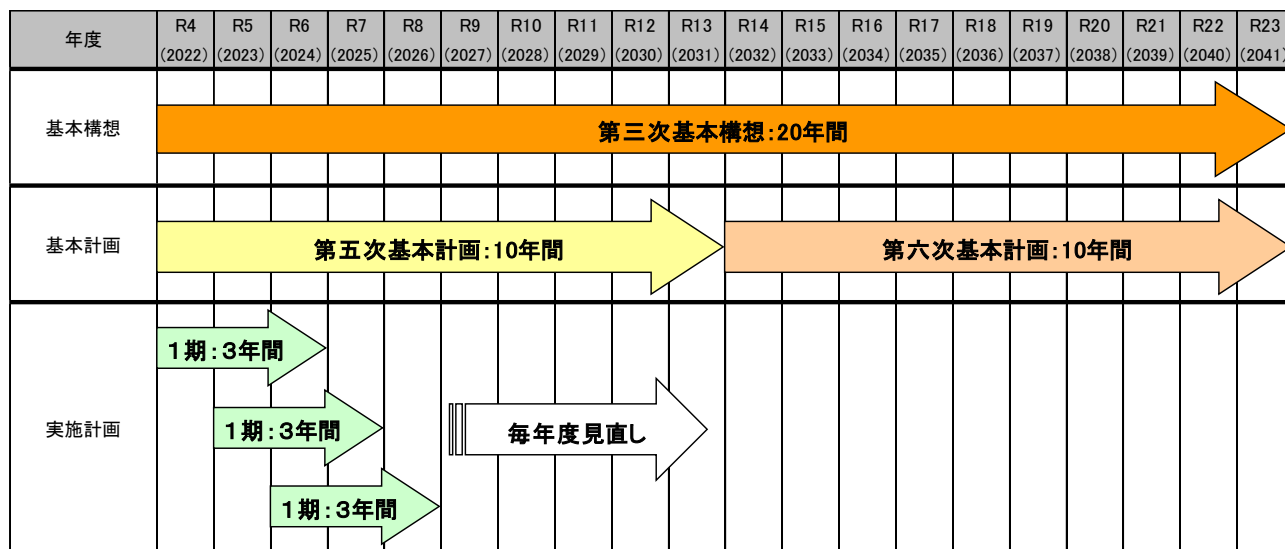 年度 R4 R5 R6 R7 R8 R9 R10 R11 R12 R13 R14 R15 R16 R17 R18 R19 R20 R21 R22 R23
(2022) (2023) (2024) (2025) (2026) (2027) (2028) (2029) (2030) (2031) (2032) (2033) (2034) (2035) (2036) (2037) (2038) (2039) (2040) (2041)
基本構想
第三次基本構想：20年間
基本計画
第五次基本計画：10年間
第六次基本計画：10年間
実施計画
１期：３年間
１期：３年間
毎年度見直し
１期：３年間